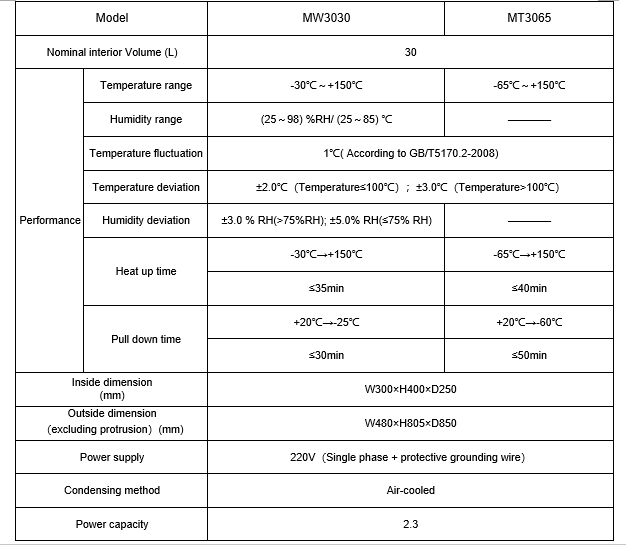 Model MW3030 MT3065
Nominal interior Volume (L) 30
Performance
Temperature range -30℃～+150℃ -65℃～+150℃
Humidity range (25～98) %RH/ (25～85) ℃ ————
Temperature fluctuation 1℃( According to GB/T5170.2-2008)
Temperature deviation ±2.0℃（Temperature≤100℃）；±3.0℃（Temperature>100℃）
Humidity deviation ±3.0 % RH(>75%RH); ±5.0% RH(≤75% RH) ————
Heat up time
-30℃→+150℃ -65℃→+150℃
≤35min ≤40min
Pull down time
+20℃→-25℃ +20℃→-60℃
≤30min ≤50min
Inside dimension
(mm)
W300×H400×D250
Outside dimension
（excluding protrusion）(mm)
W480×H805×D850
Power supply 220V（Single phase + protective grounding wire）
Condensing method Air-cooled
Power capacity 2.3